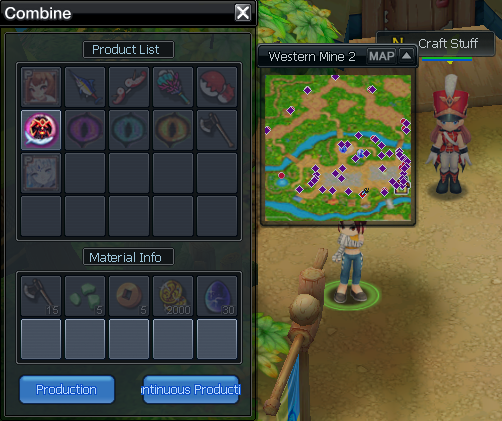 Combine
Product List
P
P
Material Info
15
5
5
2000
30
Production
ntinuous Producti
Western Mine 2
MAP
N
Craft Stuff